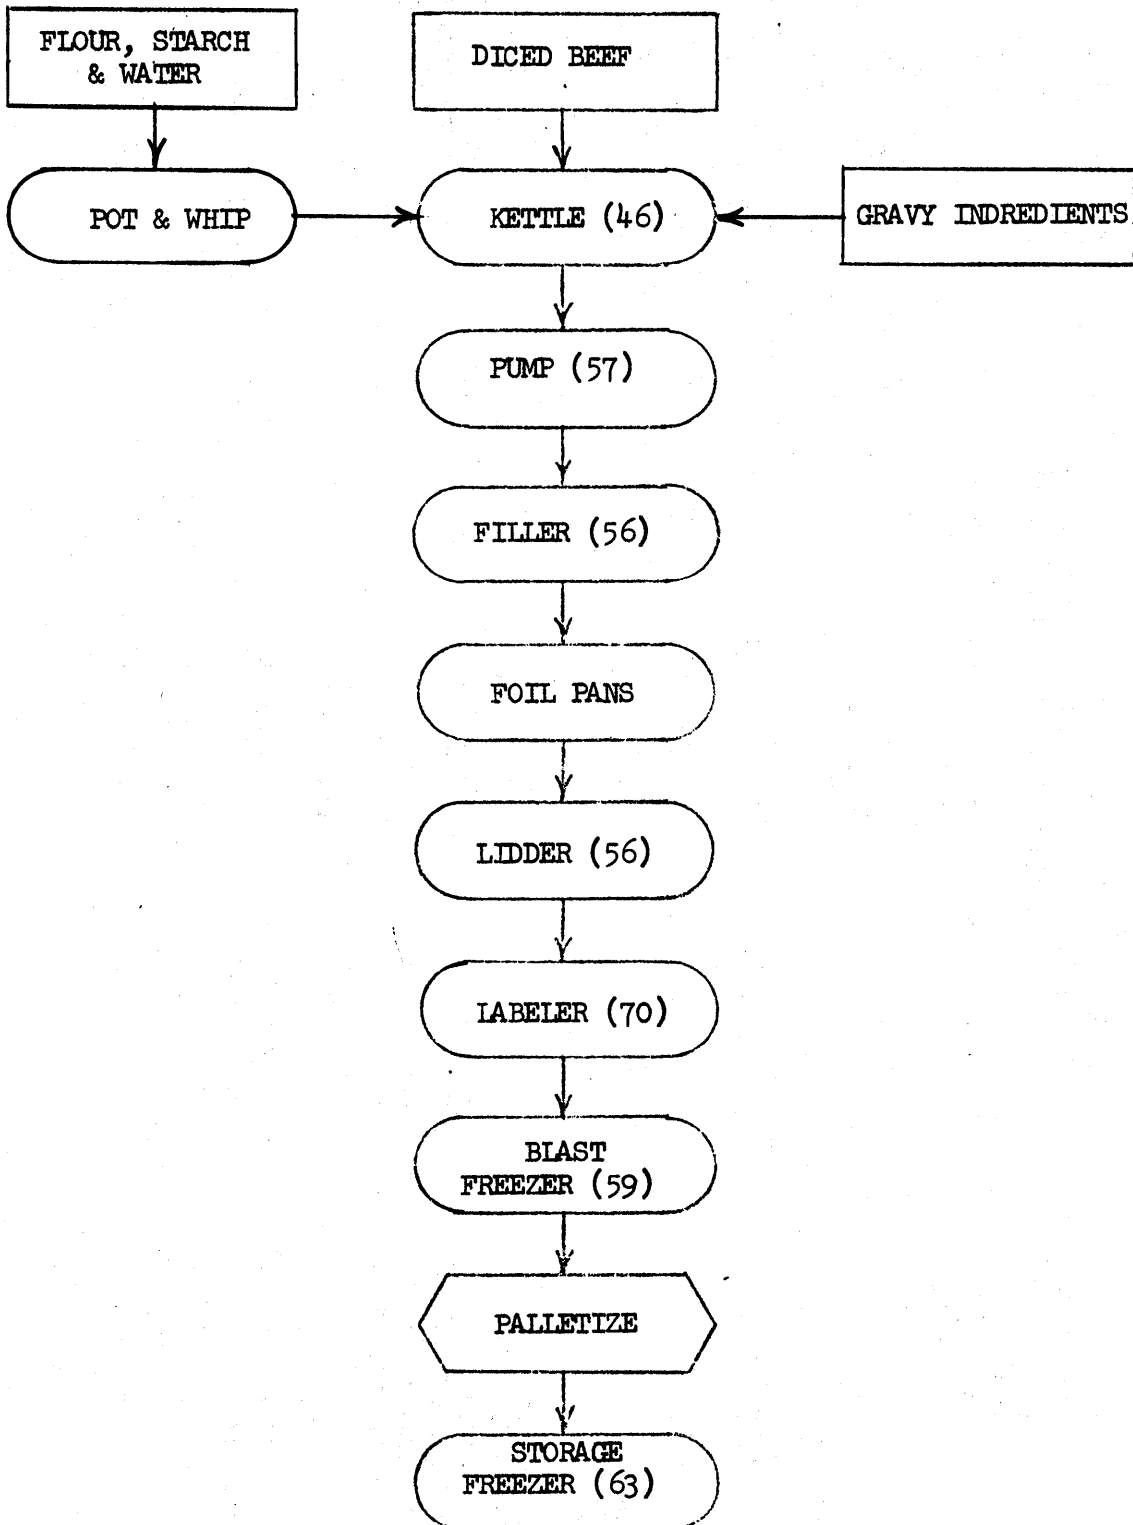 FLOUR, STARCH
& WATER
DICED BEEF
POT & WHIP
KETTLE (46)
GRAVY INDREDIENTS
PUMP (57)
FILLER (56)
FOIL PANS
LIDDER (56)
LABELER (70)
BLAST
FREEZER (59)
PALLETIZE
STORAGE
FREEZER (63)